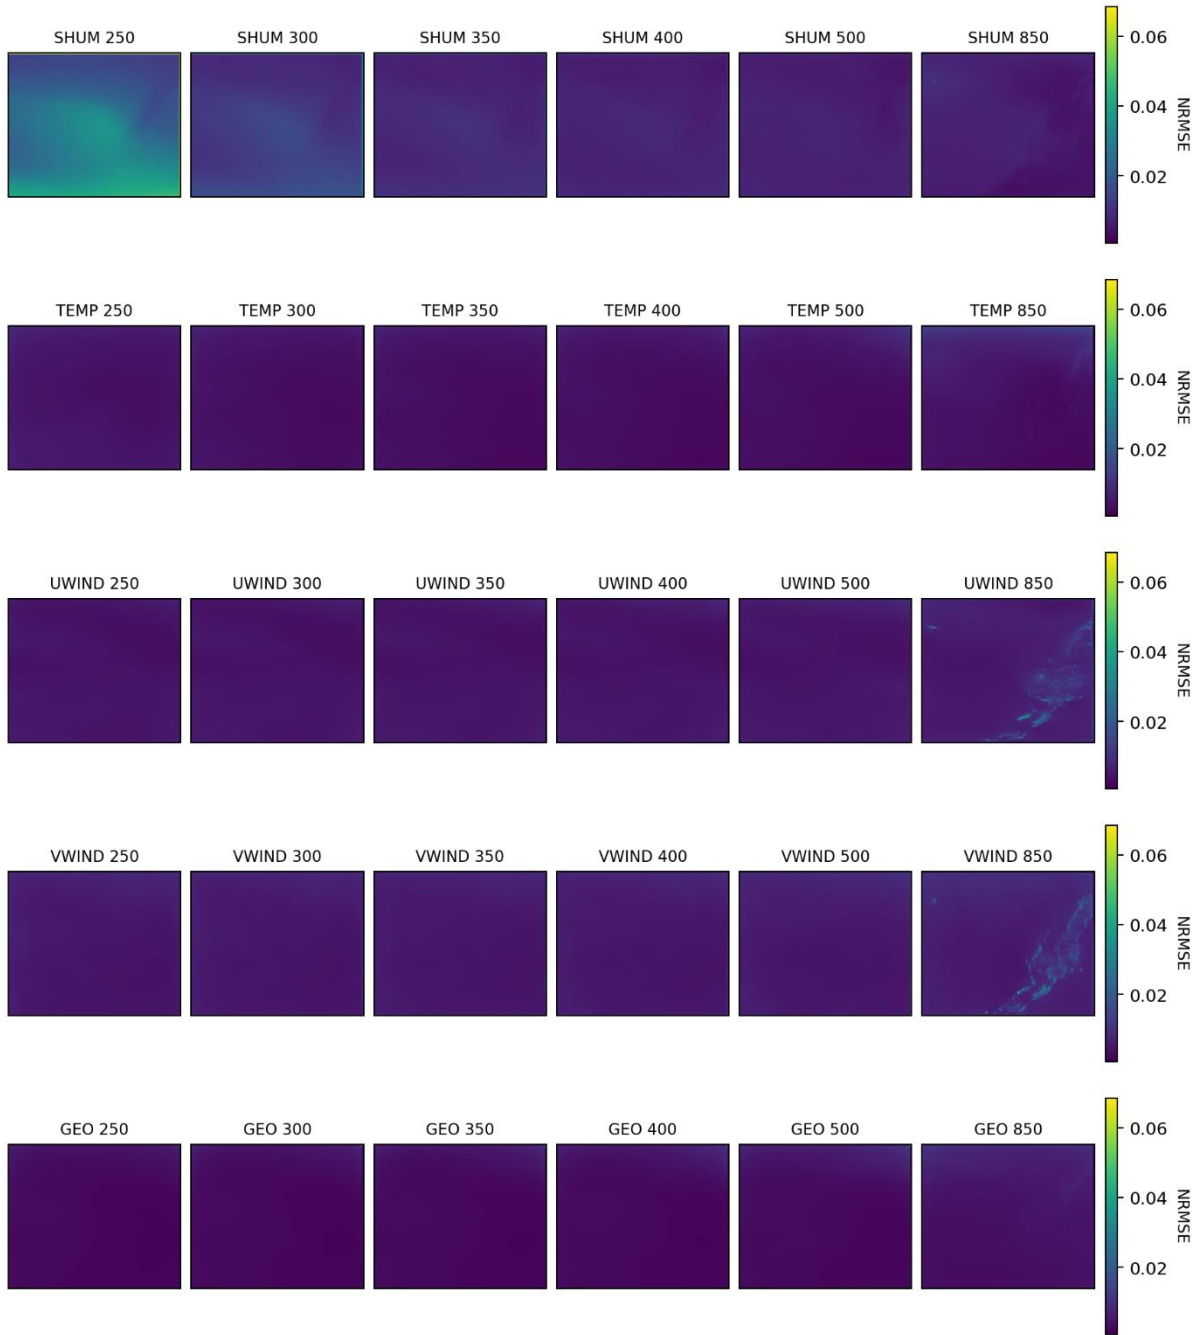 SHUM 250 SHUM 300 SHUM 350 SHUM 400 SHUM 500 SHUM 850
0.06
0.04
0.02
NRMSE
TEMP 250 TEMP 300 TEMP 350 TEMP 400 TEMP 500 TEMP 850
0.06
0.04
0.02
NRMSE
UWIND 250 UWIND 300 UWIND 350 UWIND 400 UWIND 500 UWIND 850
0.06
0.04
0.02
NRMSE
VWIND 250 VWIND 300 VWIND 350 VWIND 400 VWIND 500 VWIND 850
0.06
0.04
0.02
NRMSE
GEO 250 GEO 300 GEO 350 GEO 400 GEO 500 GEO 850
0.06
0.04
0.02
NRMSE